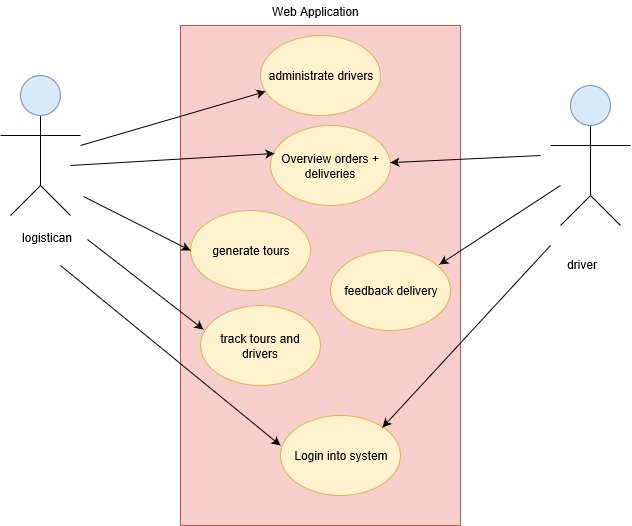 Web Application
administrate drivers
Overview orders +
deliveries
logistican
generate tours
driver
feedback delivery
track tours and
drivers
Login into system